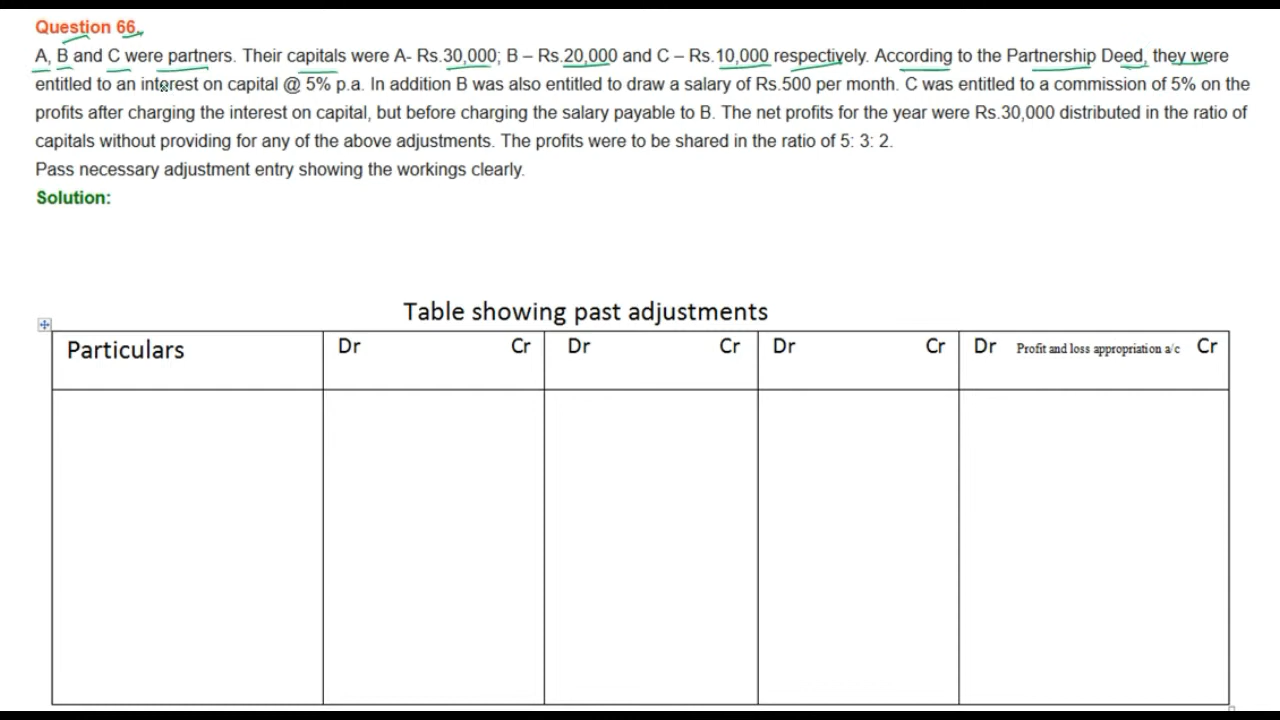 Question 66.
A, B and C were partners. Their capitals were A- Rs.30,000; B – Rs.20,000 and C – Rs.10,000 respectively. According to the Partnership Deed, they were
entitled to an interest on capital @ 5% p.a. In addition B was also entitled to draw a salary of Rs.500 per month. C was entitled to a commission of 5% on the
profits after charging the interest on capital, but before charging the salary payable to B. The net profits for the year were Rs.30,000 distributed in the ratio of
capitals without providing for any of the above adjustments. The profits were to be shared in the ratio of 5: 3: 2.
Pass necessary adjustment entry showing the workings clearly.
Solution:
Table showing past adjustments
Particulars Dr Cr Dr Cr Dr Cr Dr Profit and loss appropriation a/c Cr